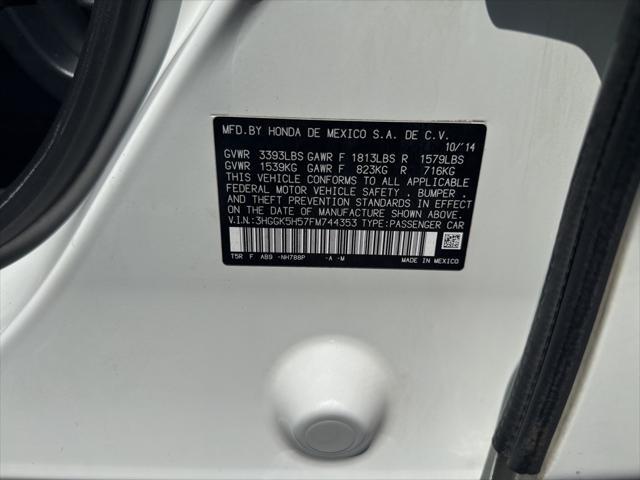 MFD.BY HONDA DE MEXICO S.A. DE C.V.
10/'14
GVWR 3393LBS GAWR F 1813LBS R 1579LBS
GVWR 1539KG GAWR F 823KG R 716KG
THIS VEHICLE CONFORMS TO ALL APPLICABLE
FEDERAL MOTOR VEHICLE SAFETY , BUMPER ,
AND THEFT PREVENTION STANDARDS IN EFFECT
ON THE DATE OF MANUFACTURE SHOWN ABOVE.
V.I.N.:3HGGK5H57FM744353 TYPE:PASSENGER CAR
T5R F AB9 -NH788P -A -M MADE IN MEXICO